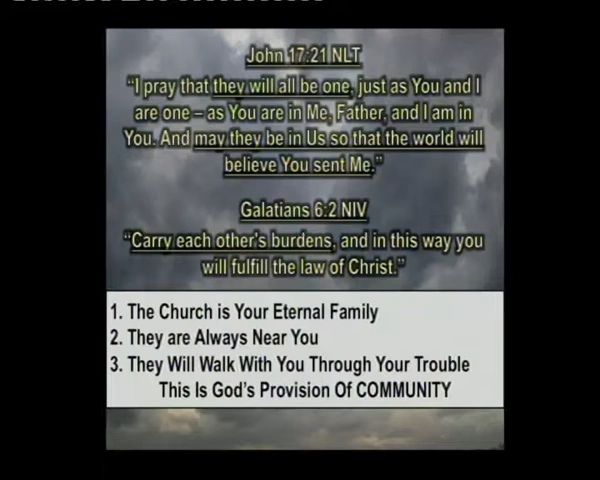 John 17:21 NLT
"I pray that they will all be one, just as You and I
are one – as You are in Me, Father, and I am in
You. And may they be in Us so that the world will
believe You sent Me."
Galatians 6:2 NIV
"Carry each other's burdens, and in this way you
will fulfill the law of Christ."
1. The Church is Your Eternal Family
2. They are Always Near You
3. They Will Walk With You Through Your Trouble
This Is God's Provision Of COMMUNITY